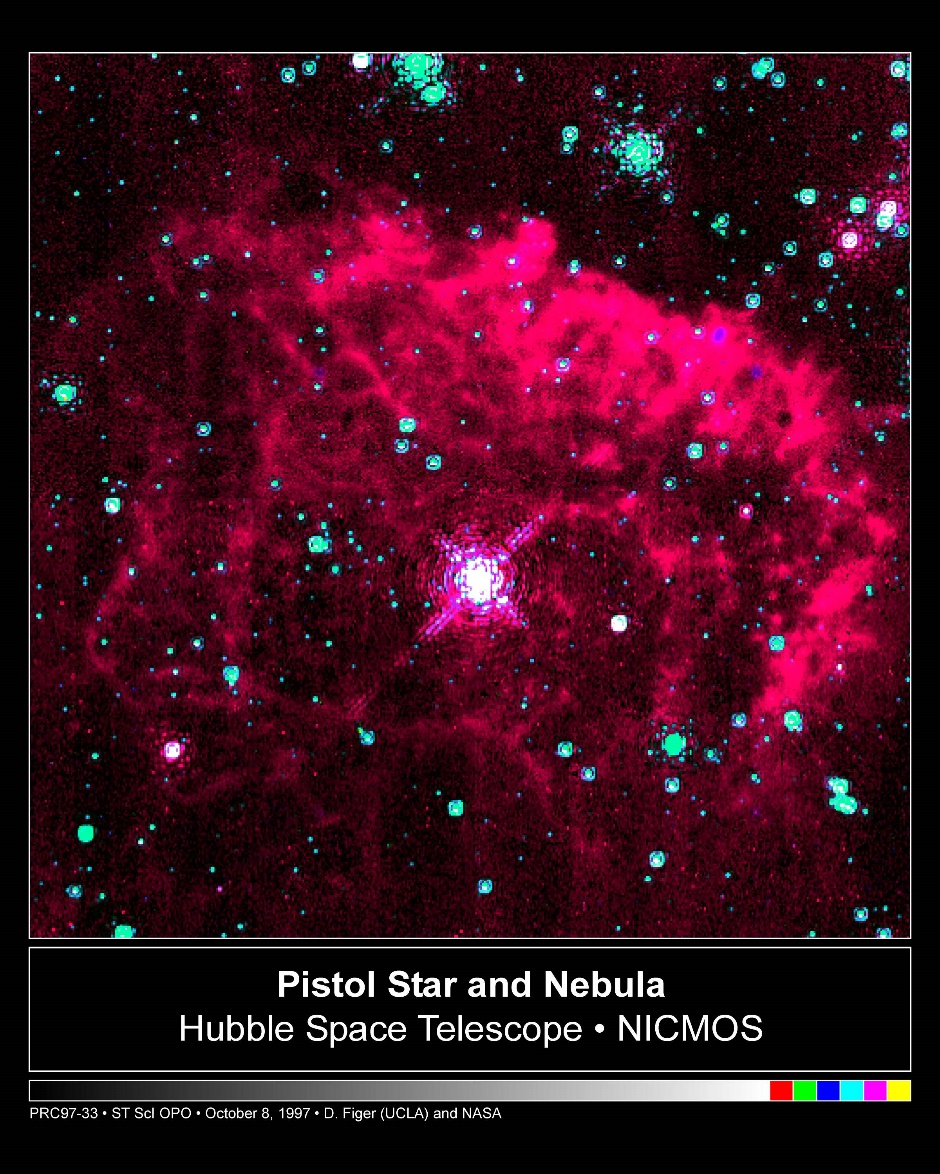 Pistol Star and Nebula
Hubble Space Telescope • NICMOS
PRC97-33 • ST ScI OPO • October 8, 1997 • D. Figer (UCLA) and NASA